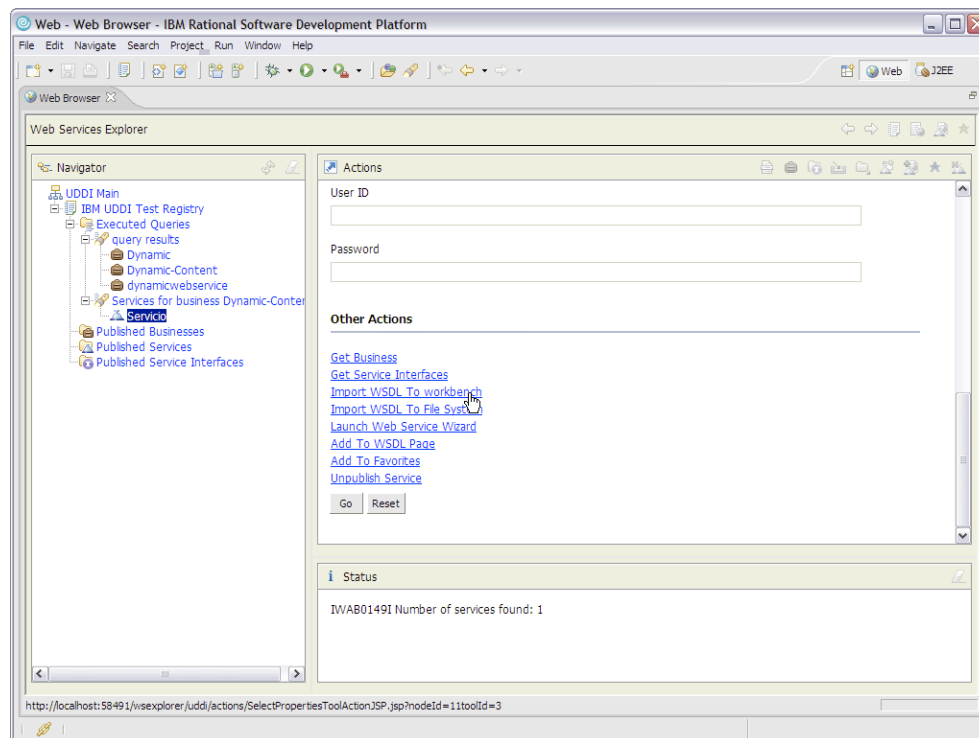 Web - Web Browser - IBM Rational Software Development Platform
File Edit Navigate Search Project Run Window Help
Web J2EE
Web Browser
Web Services Explorer
Navigator
UDDI Main
IBM UDDI Test Registry
Executed Queries
query results
Dynamic
Dynamic-Content
dynamicwebservice
Services for business Dynamic-Conter
Servicio
Published Businesses
Published Services
Published Service Interfaces
Actions
User ID
Password
Other Actions
Get Business
Get Service Interfaces
Import WSDL To workbench
Import WSDL To File System
Launch Web Service Wizard
Add To WSDL Page
Add To Favorites
Unpublish Service
Go Reset
i Status
IWAB0149I Number of services found: 1
http://localhost:58491/wsexplorer/uddi/actions/SelectPropertiesToolActionJSP.jsp?nodeId=11toolId=3